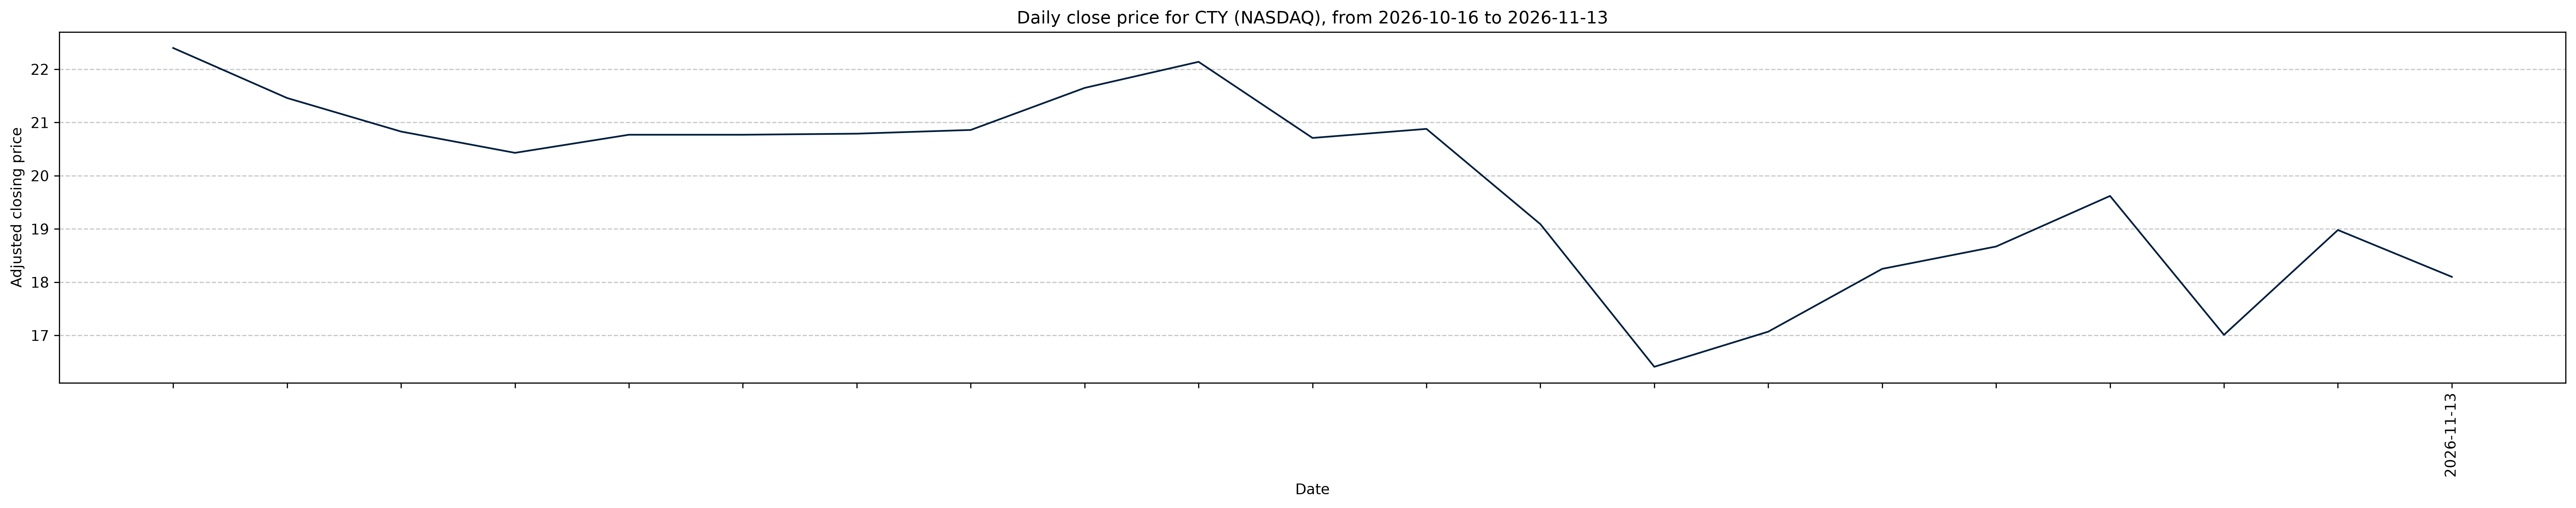 Daily close price for CTY (NASDAQ), from 2026-10-16 to 2026-11-13
Adjusted closing price
22
21
20
19
18
17
2026-11-13
Date